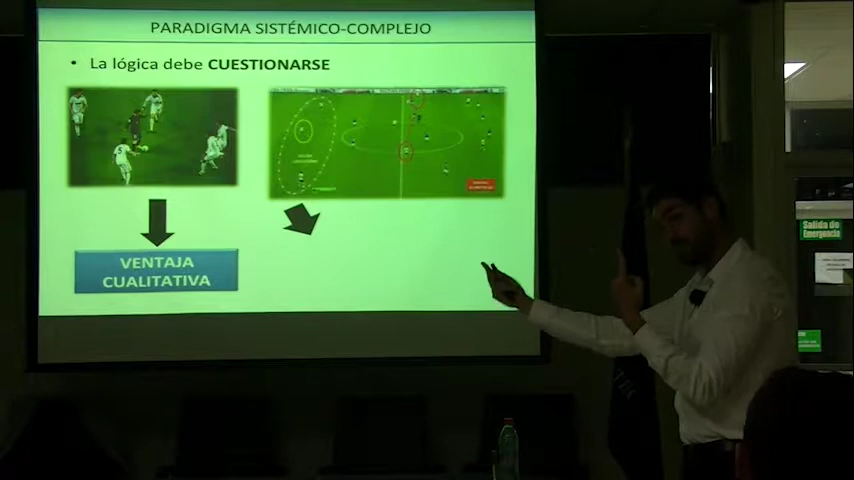 PARADIGMA SISTÉMICO-COMPLEJO
• La lógica debe CUESTIONARSE
VENTAJA
CUALITATIVA
Salida de
Emergencia